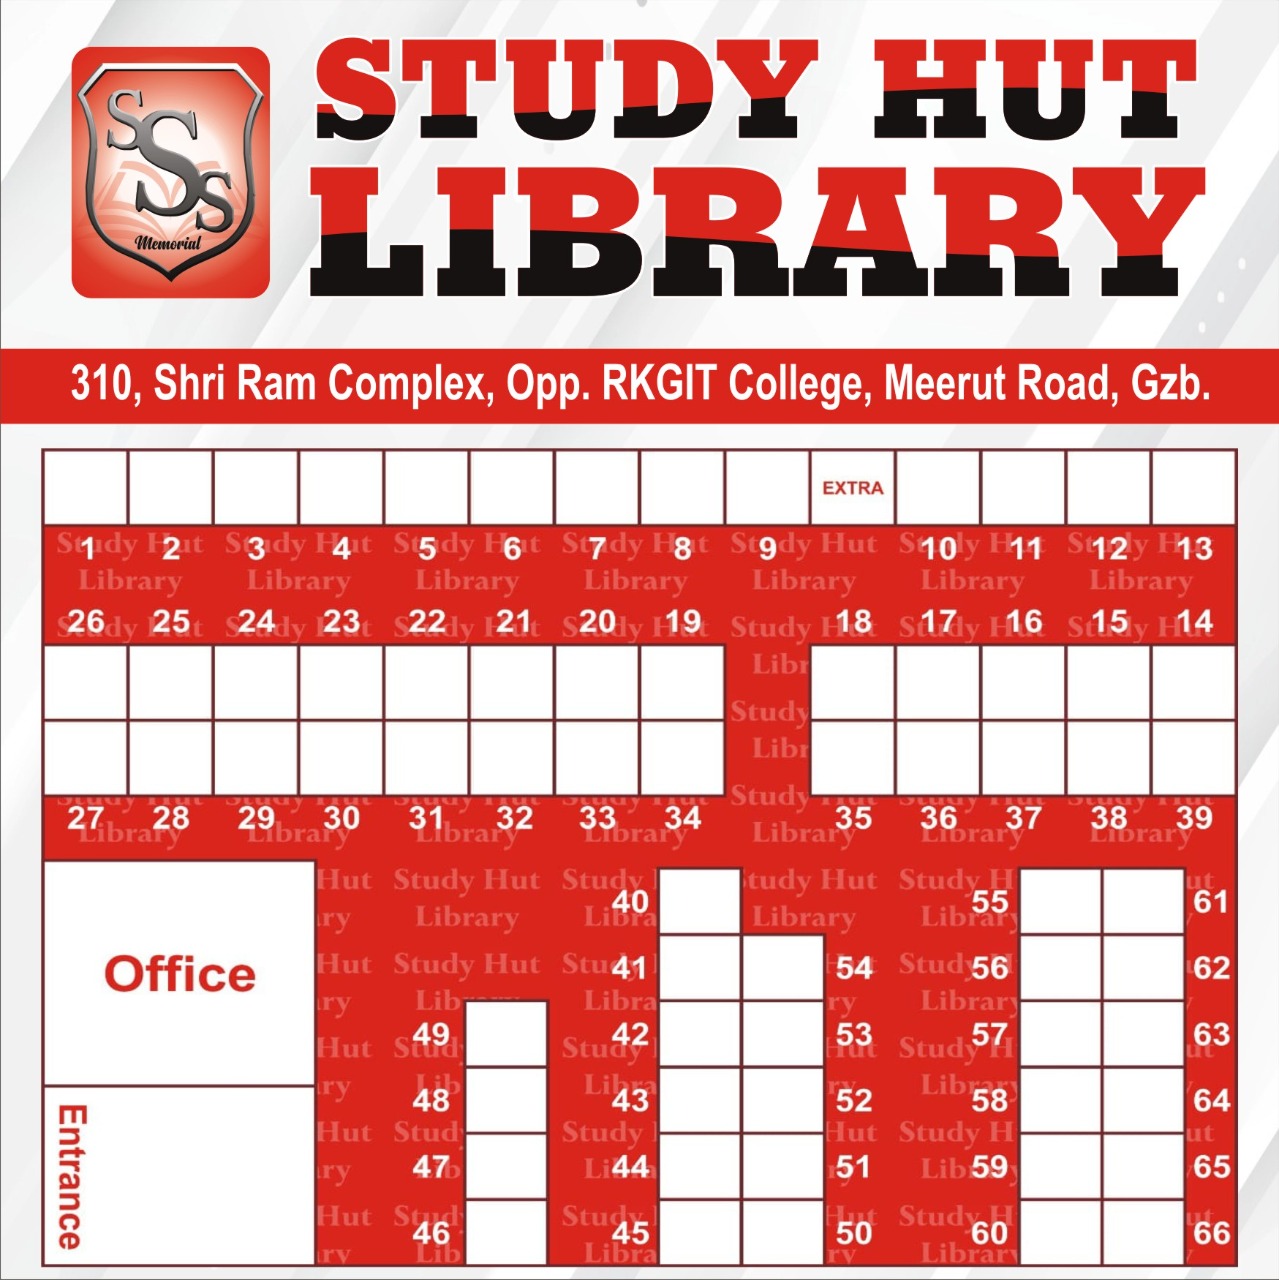 S
S
S
Memorial
STUDY HUT
LIBRARY
310, Shri Ram Complex, Opp. RKGIT College, Meerut Road, Gzb.
EXTRA
1 2 3 4 5 6 7 8 9 10 11 12 13
26 25 24 23 22 21 20 19 18 17 16 15 14
27 28 29 30 31 32 33 34 35 36 37 38 39
Office
40 55 61
41 54 56 62
49 42 53 57 63
48 43 52 58 64
47 44 51 59 65
46 45 50 60 66
Entrance
Study Hut
Library